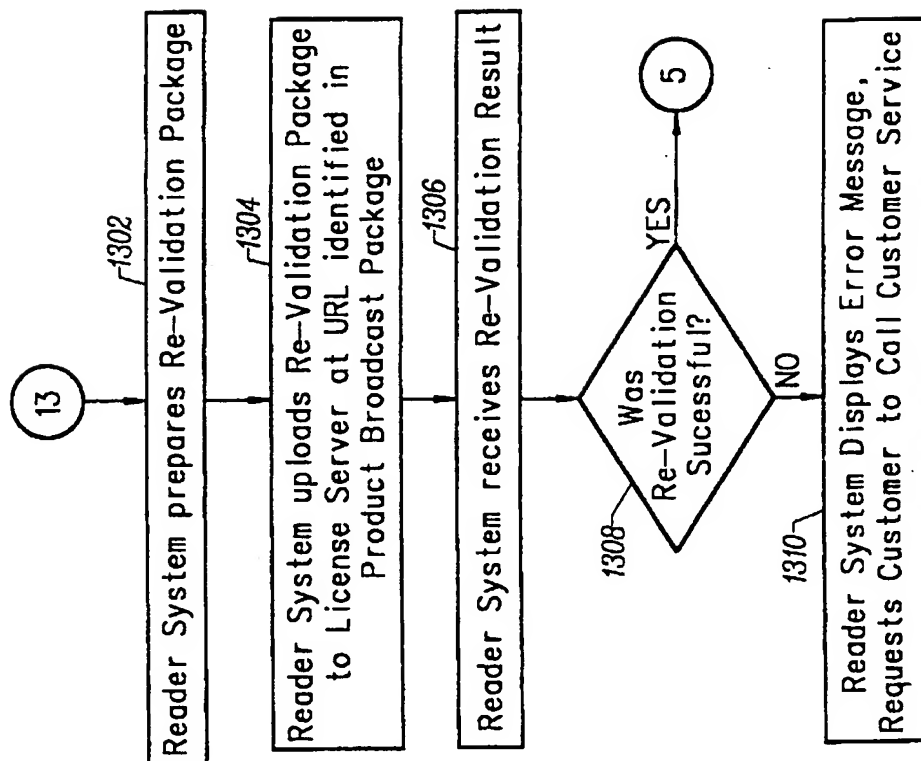 13
1302
Reader System prepares Re-Validation Package
1304
Reader System uploads Re-Validation Package
to License Server at URL identified in
Product Broadcast Package
1306
Reader System receives Re-Validation Result
1308
Was
Re-Validation
Sucessful?
YES
5
NO
1310
Reader System Displays Error Message,
Requests Customer to Call Customer Service